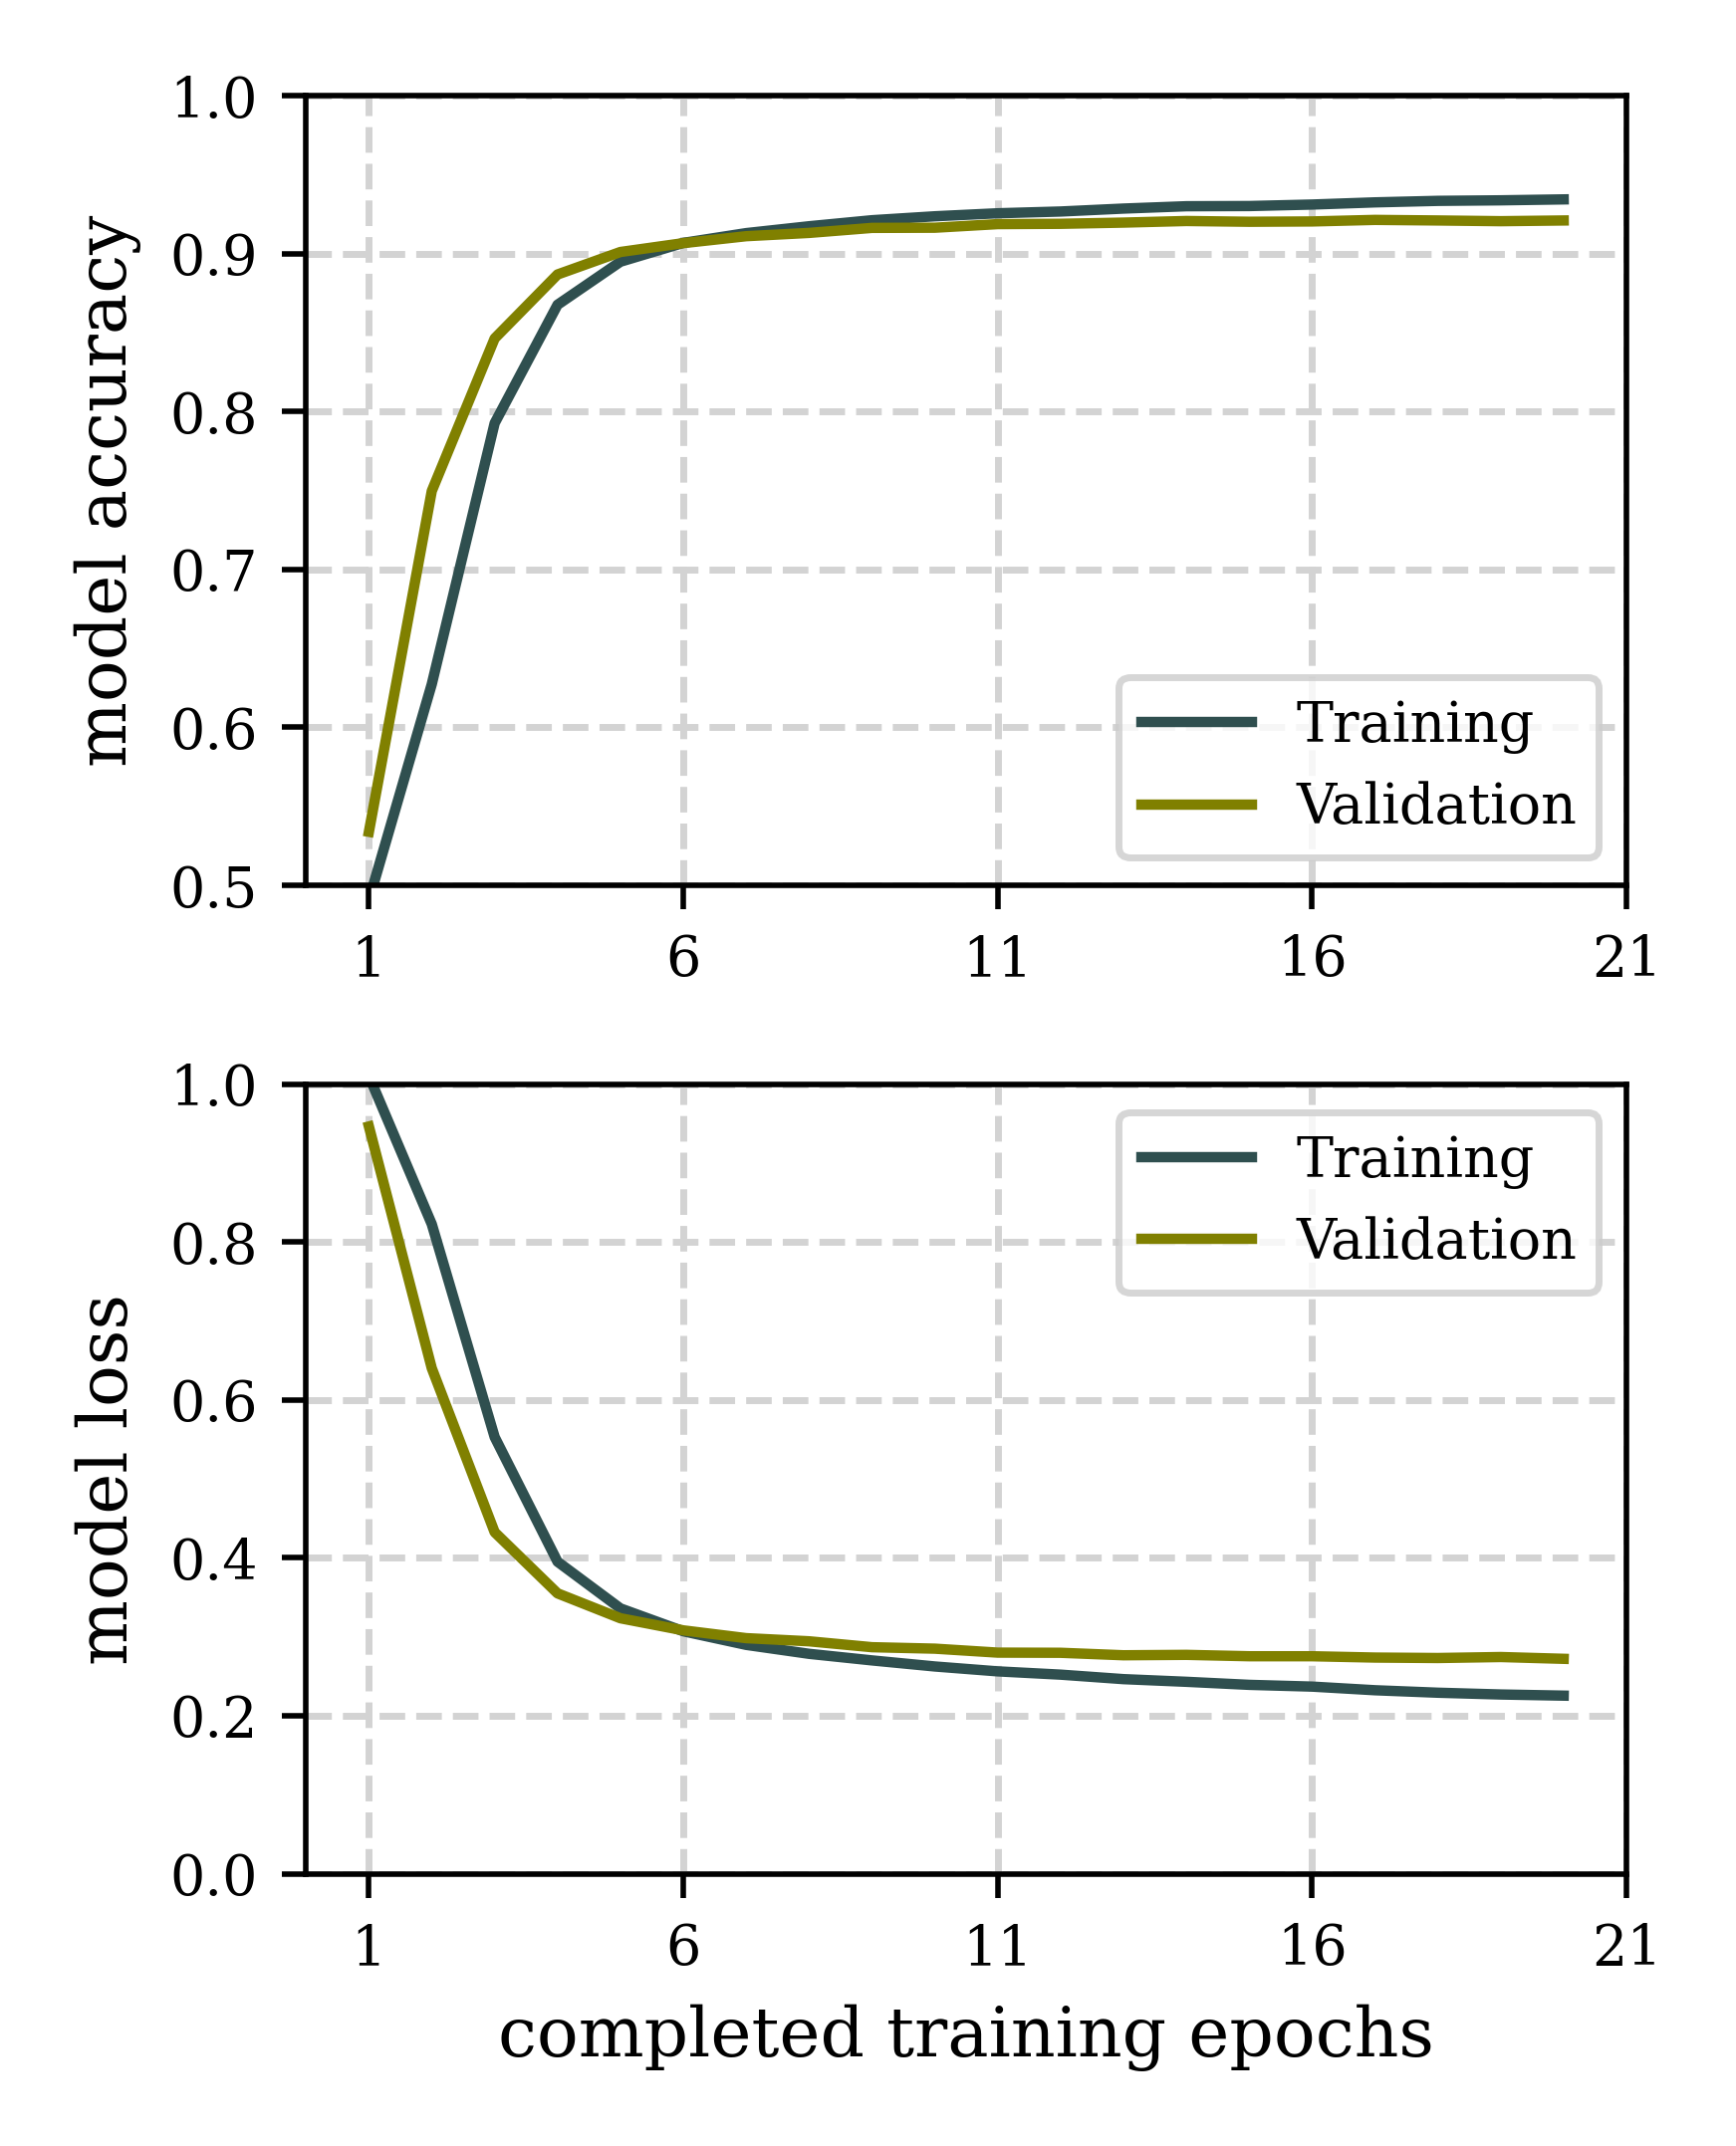 model accuracy
1.0
0.9
0.8
0.7
0.6
0.5
Training
Validation
1 6 11 16 21
model loss
1.0
0.8
0.6
0.4
0.2
0.0
Training
Validation
1 6 11 16 21
completed training epochs